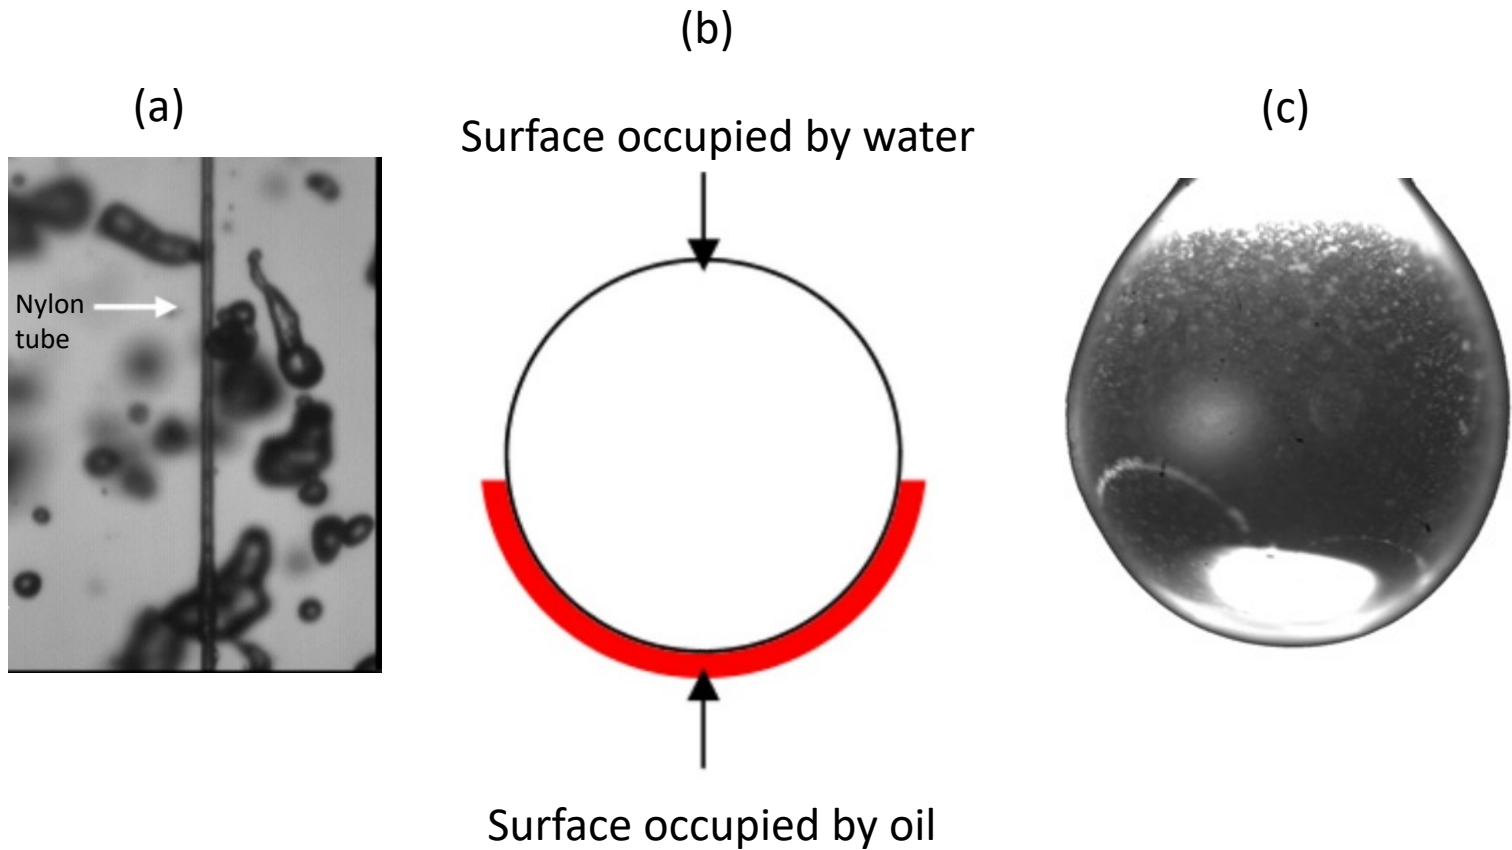 (a)
Nylon
tube
(b)
Surface occupied by water
Surface occupied by oil
(c)